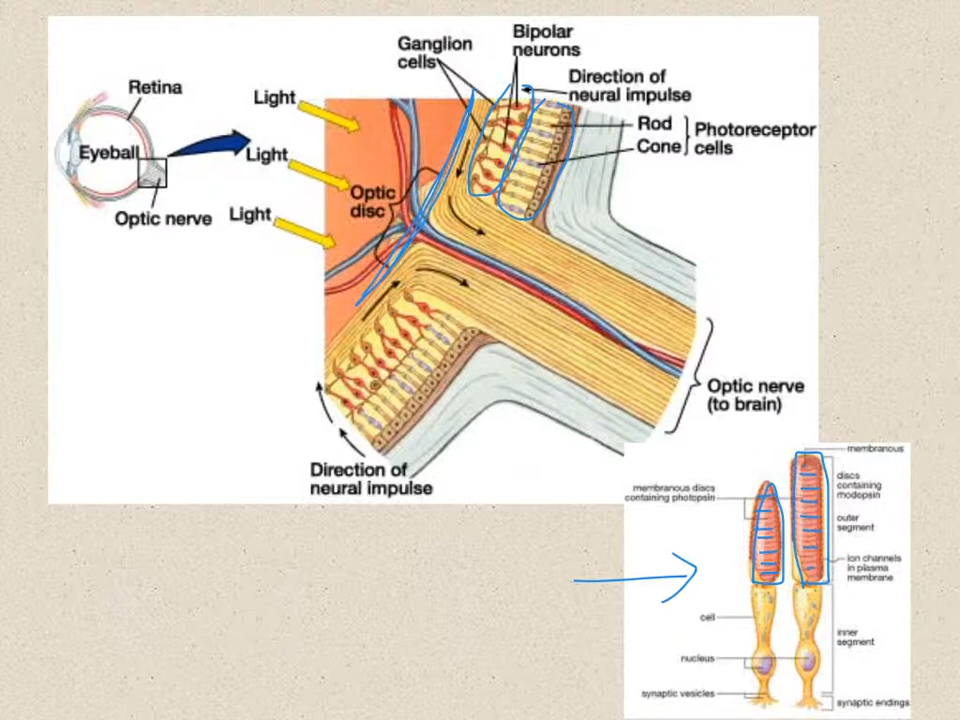 Bipolar
neurons
Ganglion
cells
Direction of
neural impulse
Retina
Light
Rod
Cone
Photoreceptor
cells
Eyeball
Light
Optic
disc
Optic nerve
Light
Optic nerve
(to brain)
Direction of
neural impulse
membranous
discs
containing
rhodopsin
membranous discs
containing photopsin
outer
segment
ion channels
in plasma
membrane
cell
inner
segment
nucleus
synaptic vesicles
synaptic endings